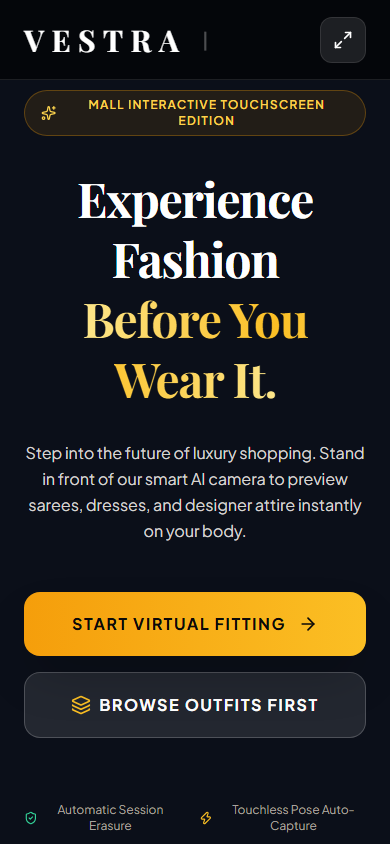 VESTRA |
MALL INTERACTIVE TOUCHSCREEN
EDITION
Experience
Fashion
Before You
Wear It.
Step into the future of luxury shopping. Stand
in front of our smart AI camera to preview
sarees, dresses, and designer attire instantly
on your body.
START VIRTUAL FITTING →
BROWSE OUTFITS FIRST
Automatic Session
Erasure
Touchless Pose Auto-
Capture